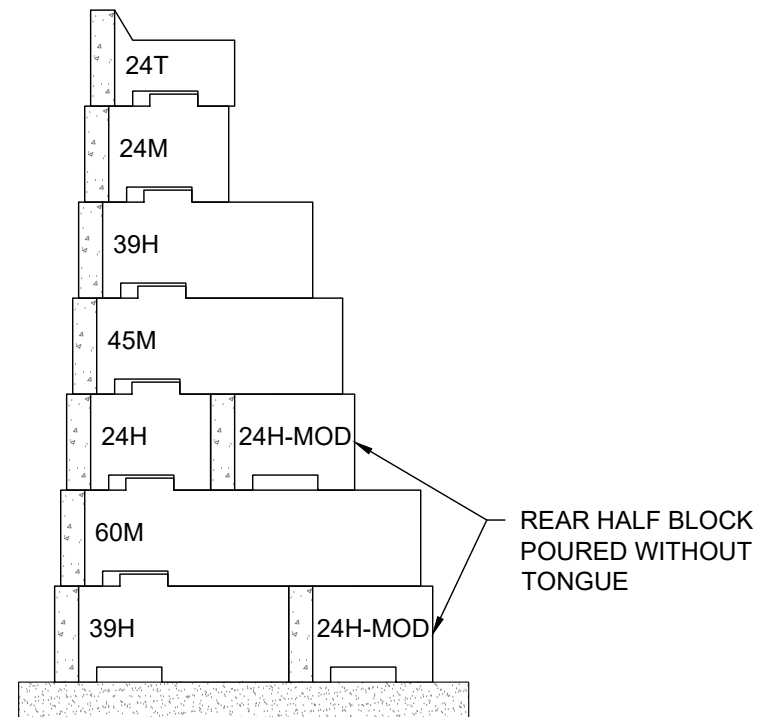 24T
24M
39H
45M
24H 24H-MOD
60M
39H 24H-MOD
REAR HALF BLOCK
POURED WITHOUT
TONGUE